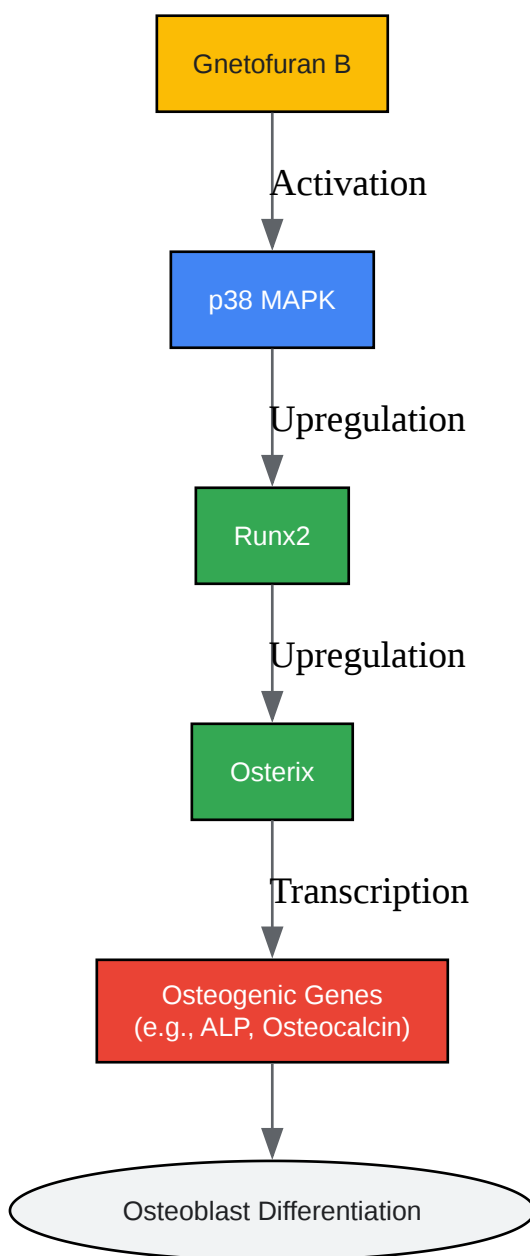 Gnetofuran B
Activation
p38 MAPK
Upregulation
Runx2
Upregulation
Osterix
Transcription
Osteogenic Genes
(e.g., ALP, Osteocalcin)
Osteoblast Differentiation